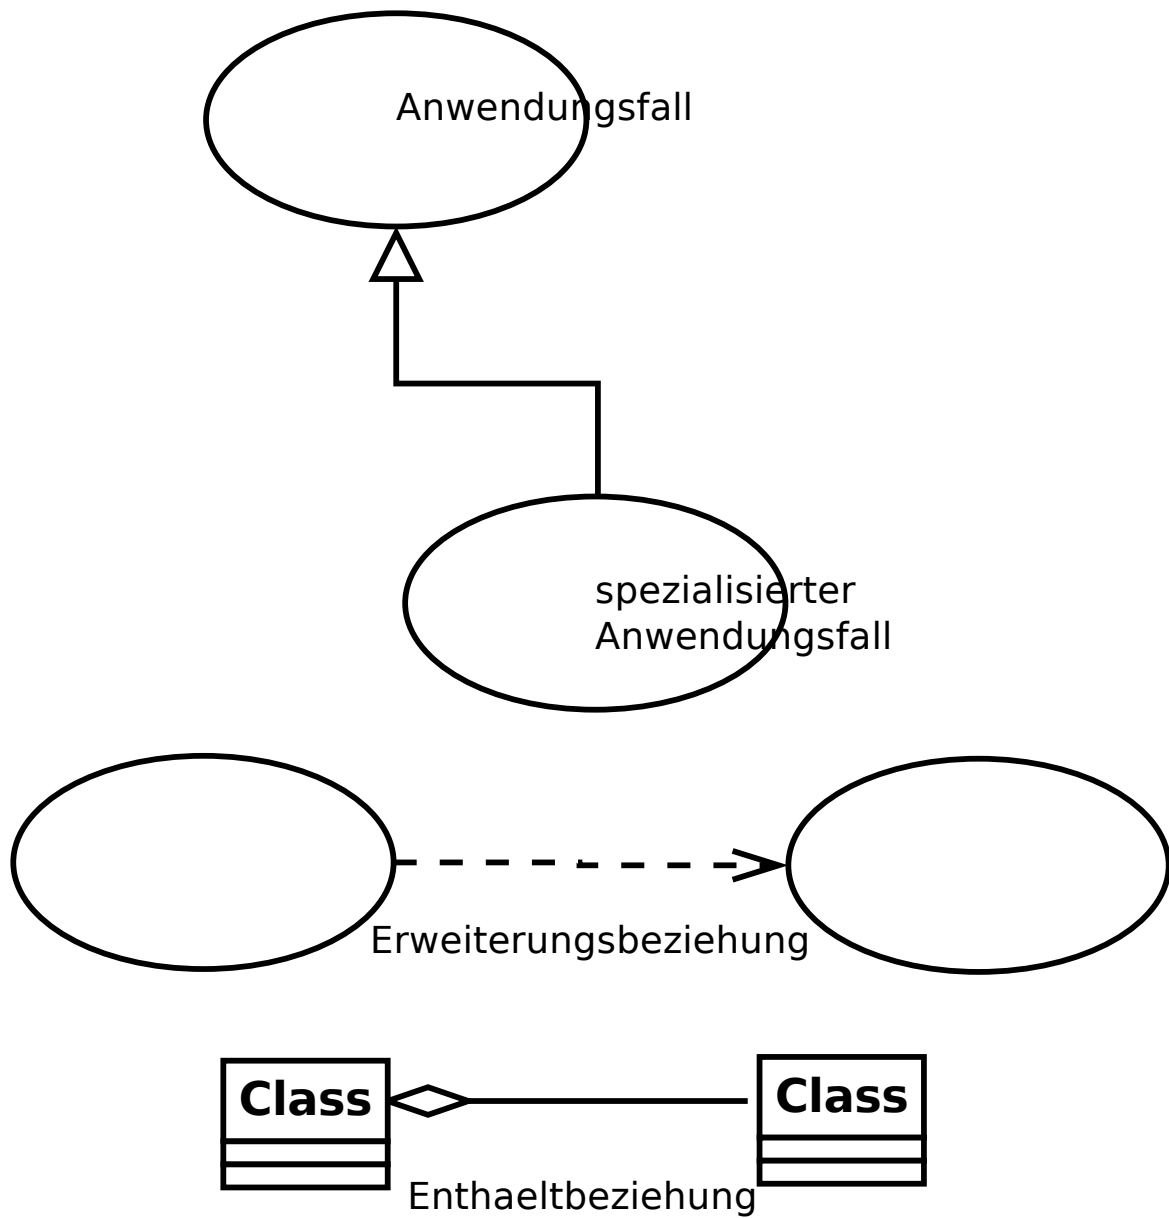 Anwendungsfall
spezialisierter
Anwendungsfall
Erweiterungsbeziehung
Class
Class
Enthaeltbeziehung